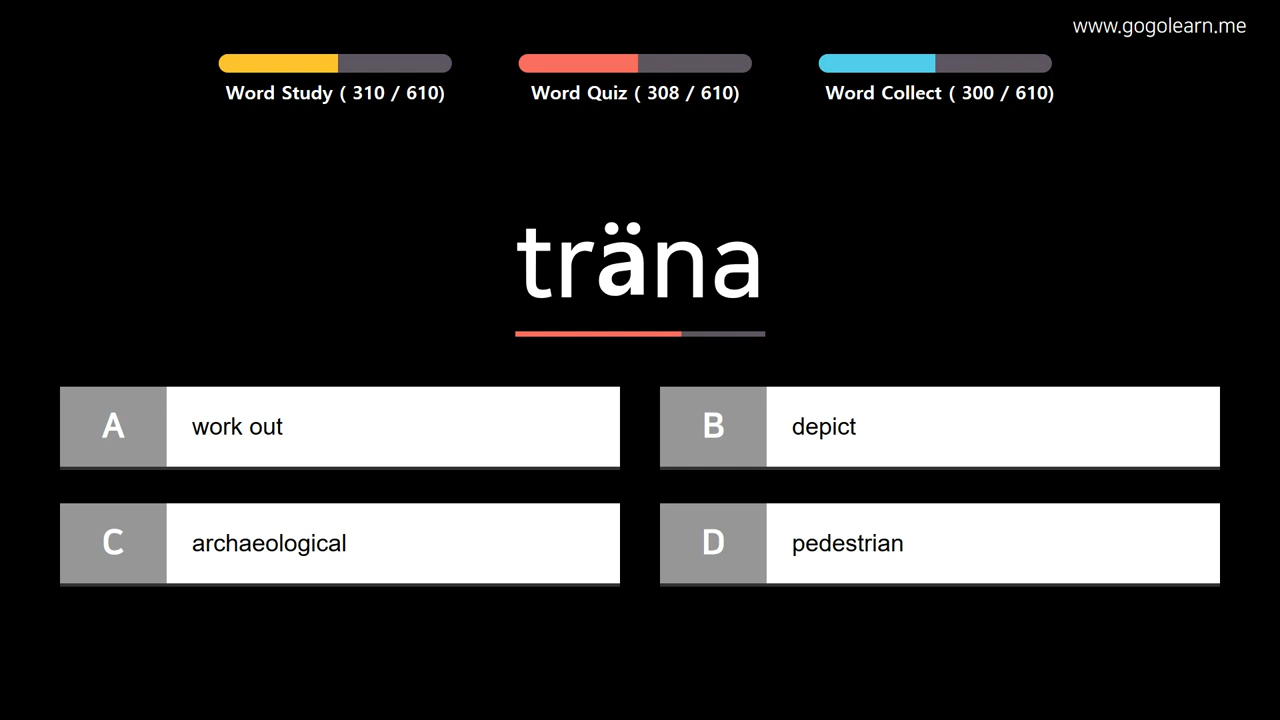 www.gogolearn.me
Word Study ( 310 / 610)
Word Quiz ( 308 / 610)
Word Collect ( 300 / 610)
träna
A work out
B depict
C archaeological
D pedestrian